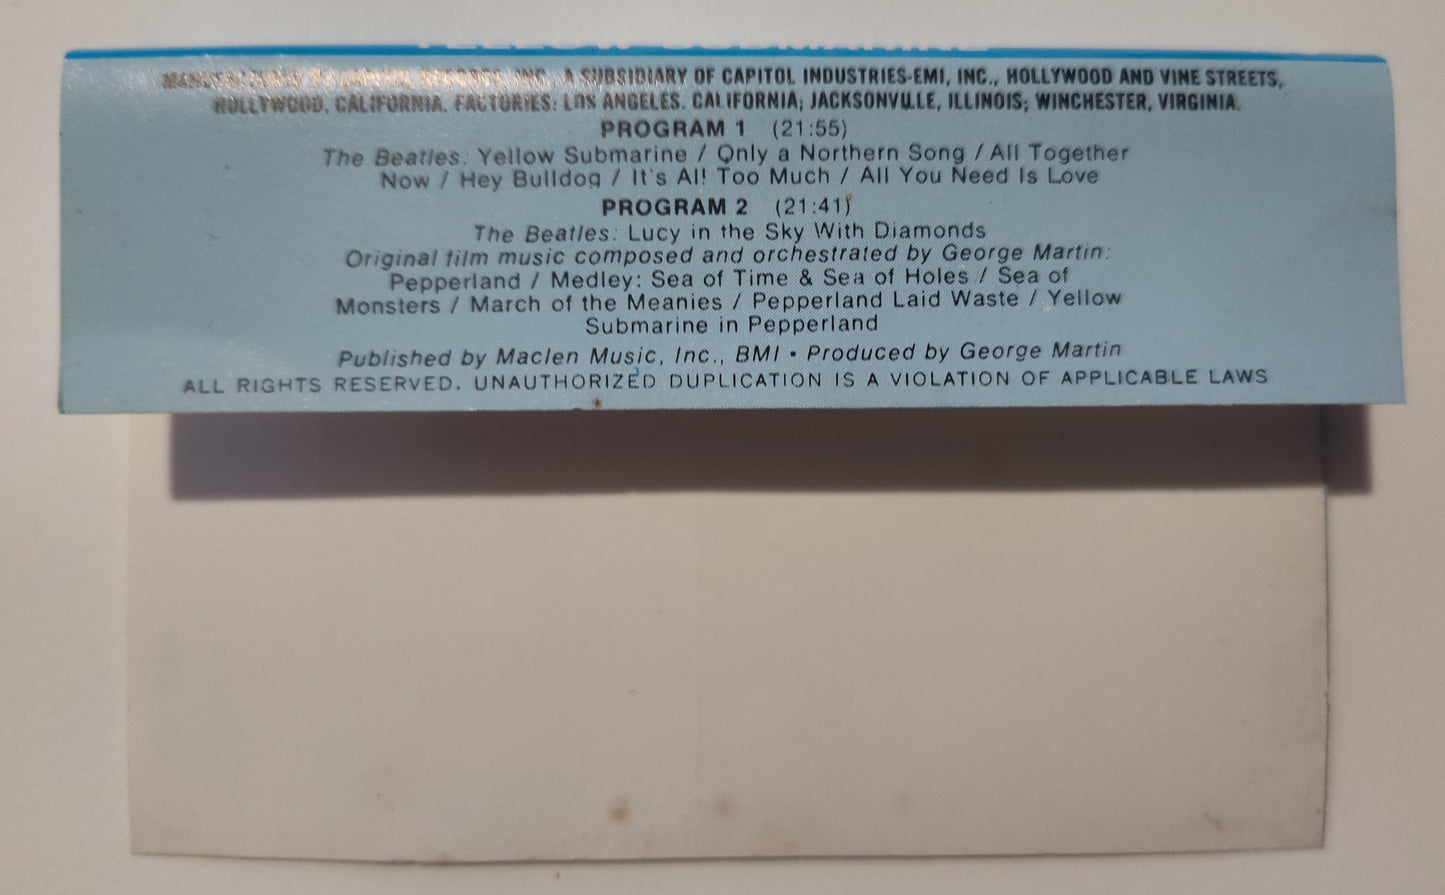 YELLOW SUBMARINE
MANUFACTURED BY CAPITOL RECORDS, INC., A SUBSIDIARY OF CAPITOL INDUSTRIES-EMI, INC., HOLLYWOOD AND VINE STREETS,
HOLLYWOOD, CALIFORNIA. FACTORIES: LOS ANGELES, CALIFORNIA; JACKSONVILLE, ILLINOIS; WINCHESTER, VIRGINIA.
PROGRAM 1 (21:55)
The Beatles: Yellow Submarine / Only a Northern Song / All Together
Now / Hey Bulldog / It's All Too Much / All You Need Is Love
PROGRAM 2 (21:41)
The Beatles: Lucy in the Sky With Diamonds
Original film music composed and orchestrated by George Martin:
Pepperland / Medley: Sea of Time & Sea of Holes / Sea of
Monsters / March of the Meanies / Pepperland Laid Waste / Yellow
Submarine in Pepperland
Published by Maclen Music, Inc., BMI • Produced by George Martin
ALL RIGHTS RESERVED. UNAUTHORIZED DUPLICATION IS A VIOLATION OF APPLICABLE LAWS